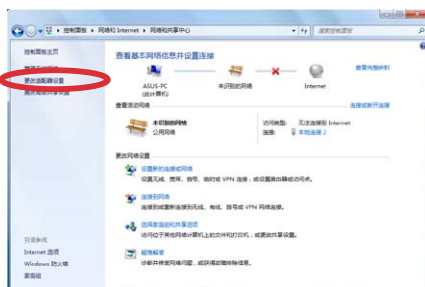 控制面板 ▸ 网络和 Internet ▸ 网络和共享中心
搜索控制面板
控制面板主页
更改适配器设置
查看基本网络信息并设置连接
查看完整映射
ASUS-PC
(此计算机)
未识别的网络
Internet
查看活动网络
连接或断开连接
未识别的网络
公用网络
访问类型: 无法连接到 Internet
连接: 本地连接 2
更改网络设置
设置新的连接或网络
设置无线、宽带、拨号、临时或 VPN 连接；或设置路由器或访问点。
连接到网络
连接到或重新连接到无线、有线、拨号或 VPN 网络连接。
选择家庭组和共享选项
访问位于其他网络计算机上的文件和打印机，或更改共享设置。
疑难解答
诊断并修复网络问题，或获得故障排除信息。
另请参阅
Internet 选项
Windows 防火墙
家庭组